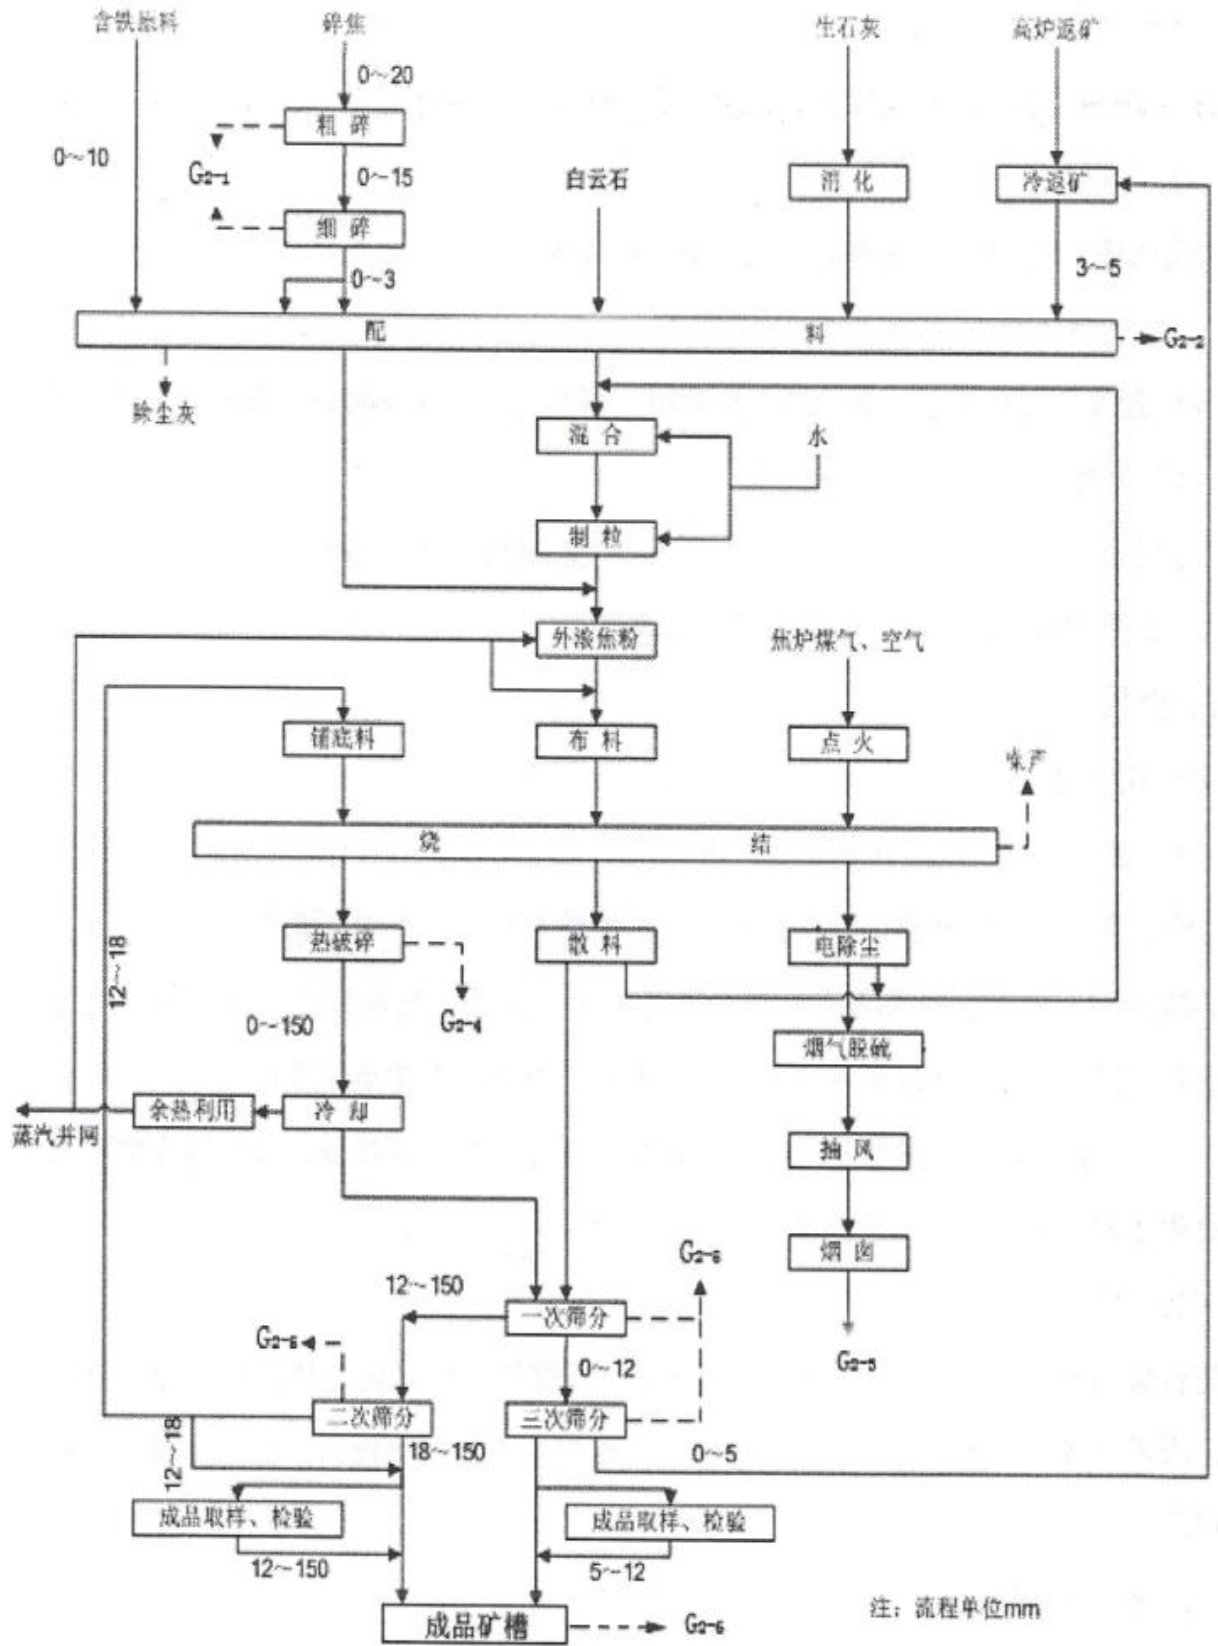 含铁原料
碎焦
生石灰
高炉返矿
0～20
粗 碎
0～10
G2-1
0～15
白云石
消 化
冷返矿
细 碎
0～3
3～5
配 料
G2-2
除尘灰
混 合
水
制 粒
外滚焦粉
焦炉煤气、空气
铺底料
布 料
点 火
噪声
烧 结
热破碎
散 料
电除尘
12～18
0～150
G2-4
烟气脱硫
余热利用
冷 却
蒸汽并网
抽 风
烟 囱
G2-6
12～150
一次筛分
G2-6
0～12
G2-5
二次筛分
三次筛分
12～18
18～150
0～5
成品取样、检验
成品取样、检验
12～150
5～12
成品矿槽
G2-6
注：流程单位mm